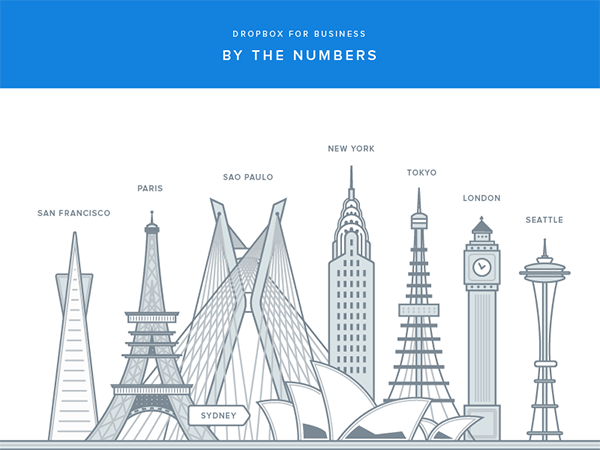 DROPBOX FOR BUSINESS
BY THE NUMBERS
NEW YORK
TOKYO
SAO PAULO
PARIS
LONDON
SAN FRANCISCO
SEATTLE
SYDNEY